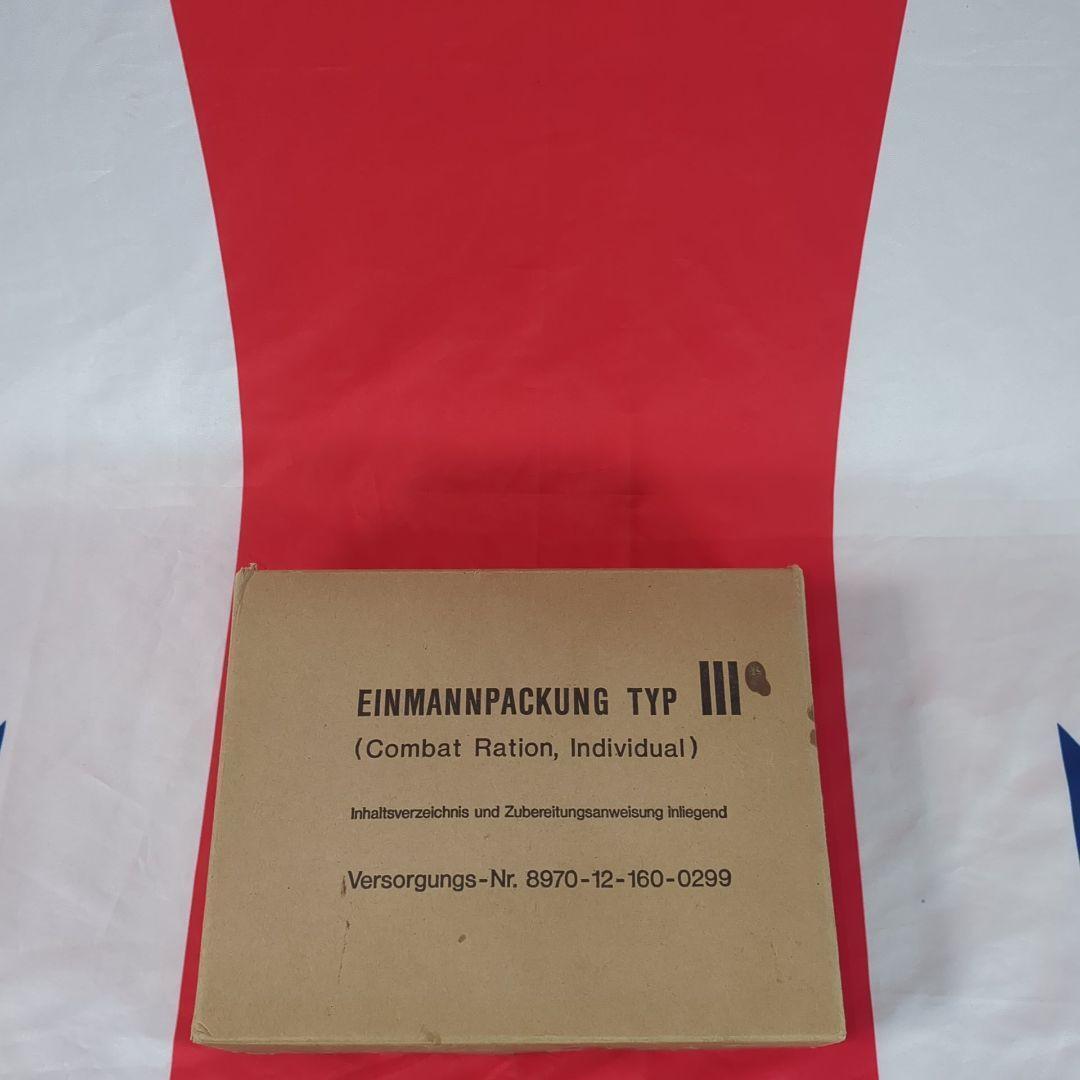 EINMANNPACKUNG TYP III
(Combat Ration, Individual)
Inhaltsverzeichnis und Zubereitungsanweisung inliegend
Versorgungs-Nr. 8970-12-160-0299